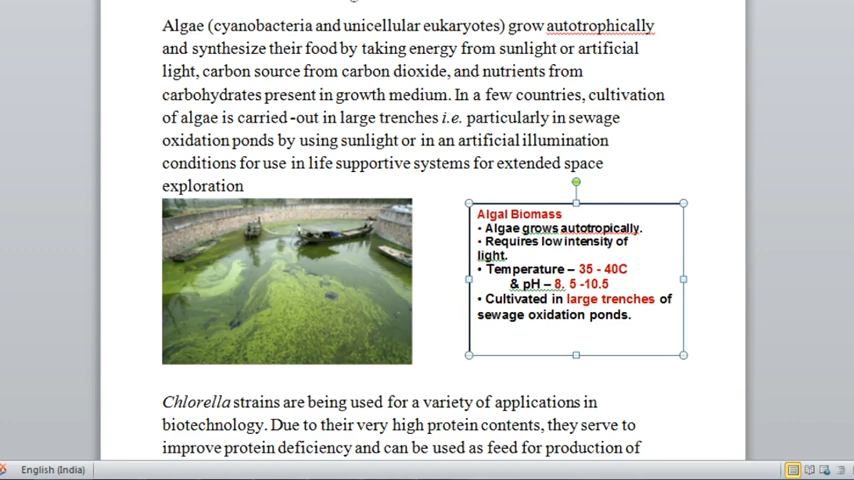 Algae (cyanobacteria and unicellular eukaryotes) grow autotrophically
and synthesize their food by taking energy from sunlight or artificial
light, carbon source from carbon dioxide, and nutrients from
carbohydrates present in growth medium. In a few countries, cultivation
of algae is carried -out in large trenches i.e. particularly in sewage
oxidation ponds by using sunlight or in an artificial illumination
conditions for use in life supportive systems for extended space
exploration
Algal Biomass
• Algae grows autotropically.
• Requires low intensity of
light.
• Temperature – 35 - 40C
& pH – 8. 5 -10.5
• Cultivated in large trenches of
sewage oxidation ponds.
Chlorella strains are being used for a variety of applications in
biotechnology. Due to their very high protein contents, they serve to
improve protein deficiency and can be used as feed for production of
English (India)